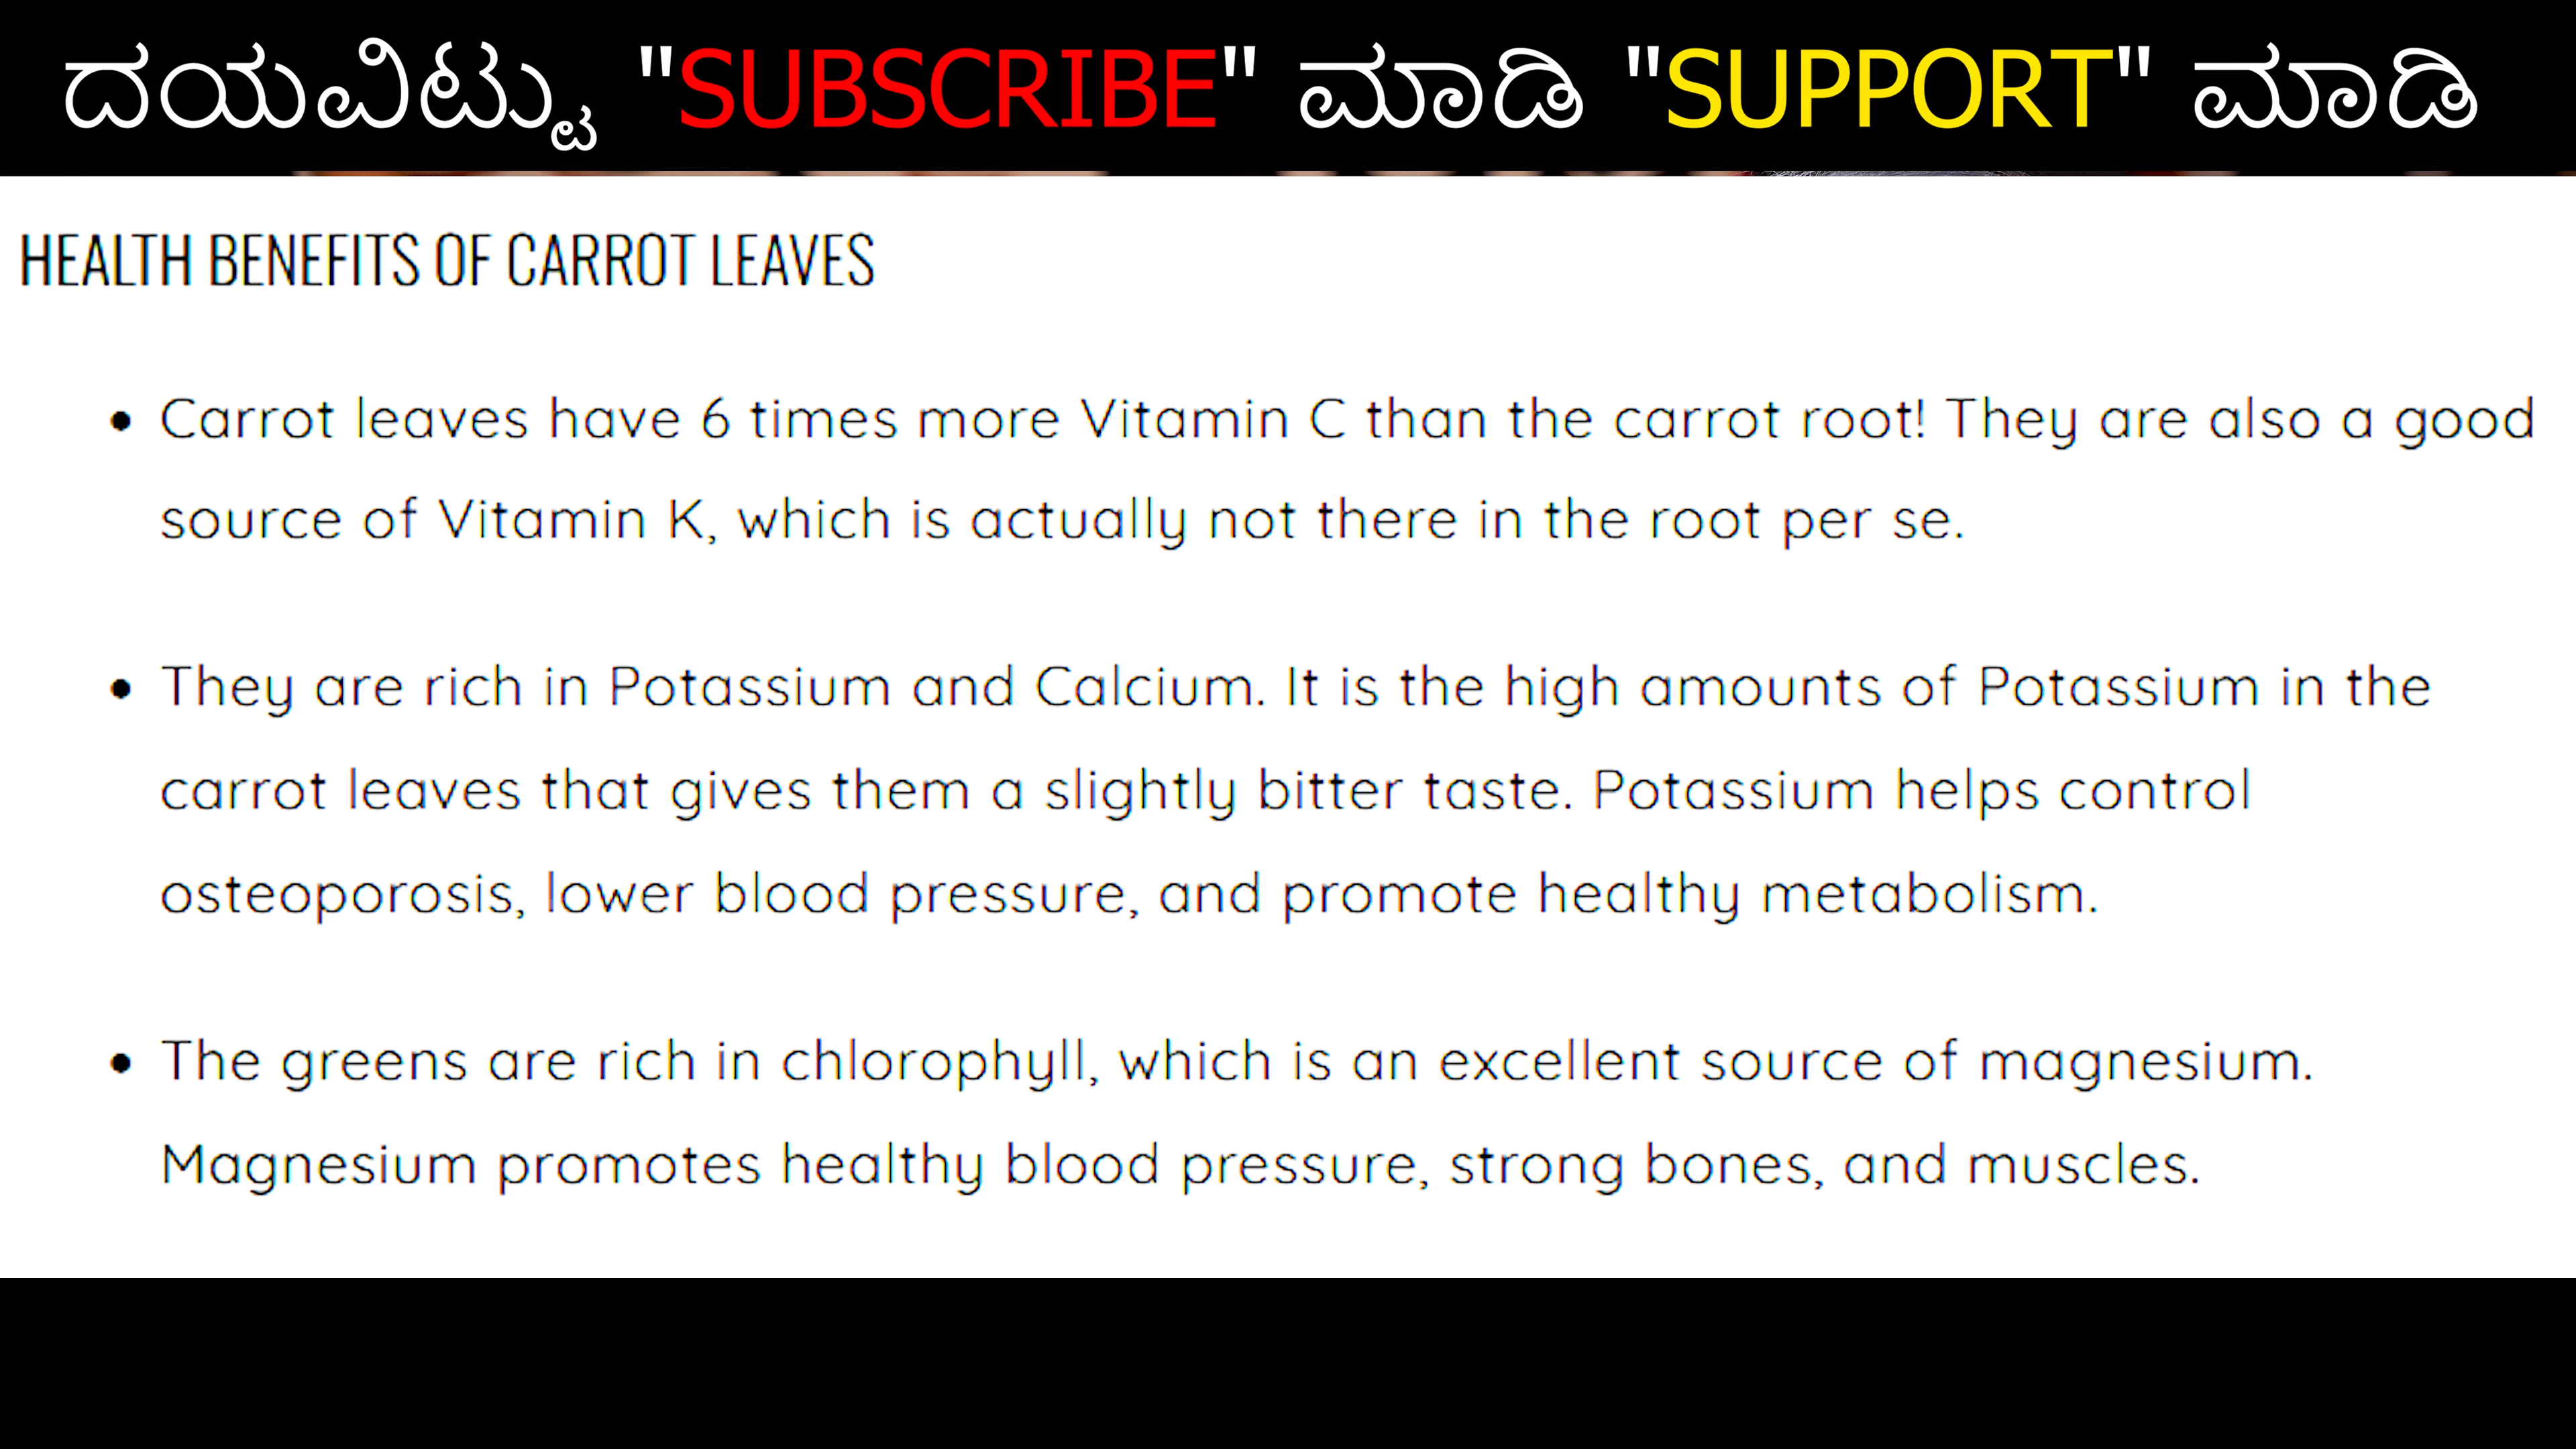 ದಯವಿಟ್ಟು "SUBSCRIBE" ಮಾಡಿ "SUPPORT" ಮಾಡಿ
HEALTH BENEFITS OF CARROT LEAVES
• Carrot leaves have 6 times more Vitamin C than the carrot root! They are also a good
source of Vitamin K, which is actually not there in the root per se.
• They are rich in Potassium and Calcium. It is the high amounts of Potassium in the
carrot leaves that gives them a slightly bitter taste. Potassium helps control
osteoporosis, lower blood pressure, and promote healthy metabolism.
• The greens are rich in chlorophyll, which is an excellent source of magnesium.
Magnesium promotes healthy blood pressure, strong bones, and muscles.